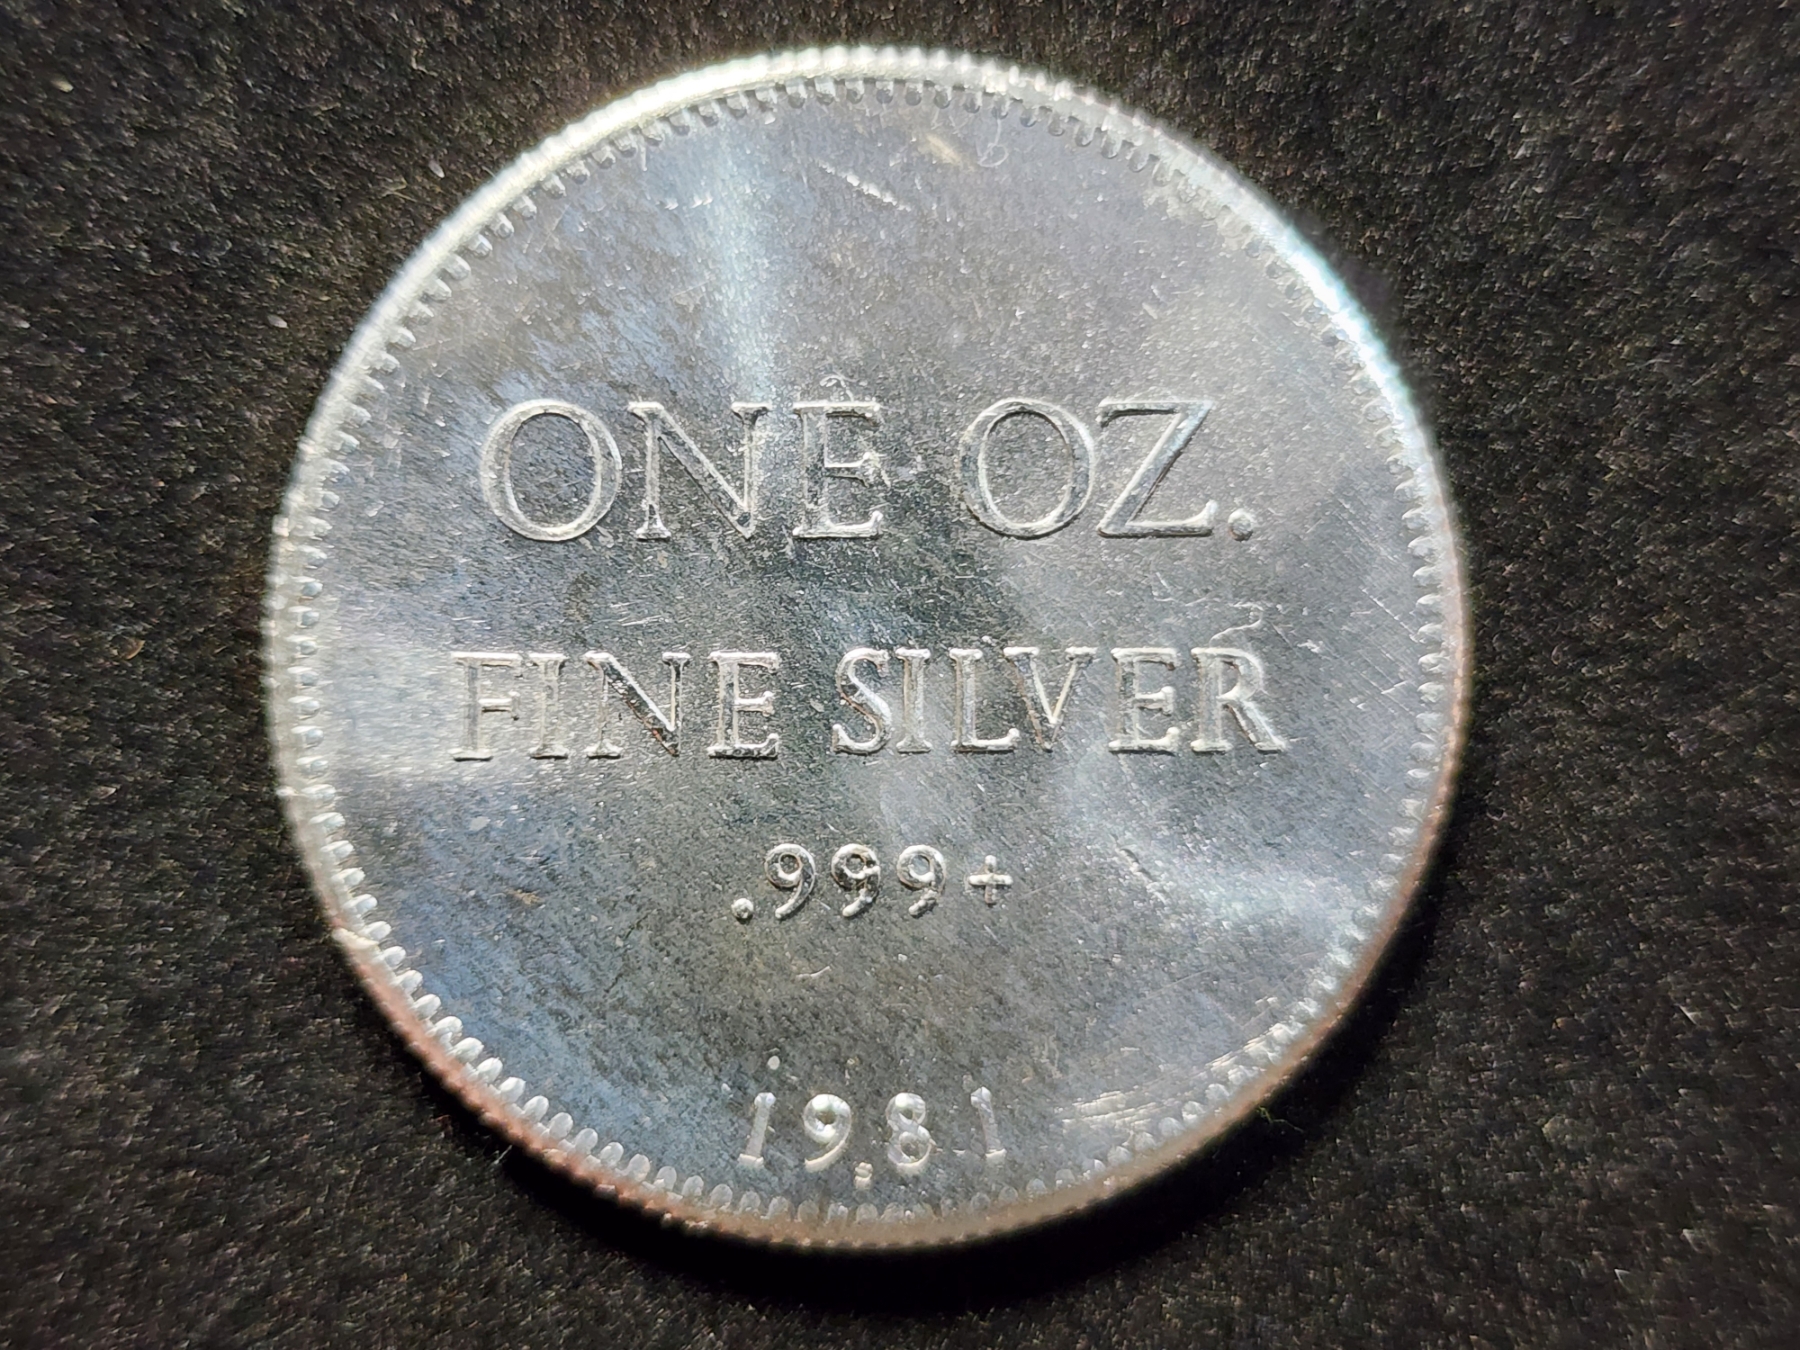 ONE OZ.
FINE SILVER
.999+
1981
S